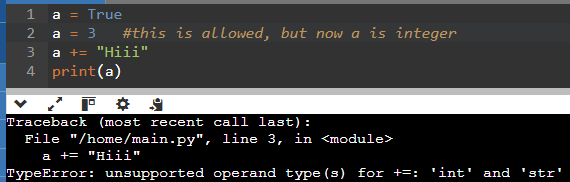 1 a = True
2 a = 3 #this is allowed, but now a is integer
3 a += "Hiii"
4 print(a)
Traceback (most recent call last):
File "/home/main.py", line 3, in <module>
a += "Hiii"
TypeError: unsupported operand type(s) for +=: 'int' and 'str'